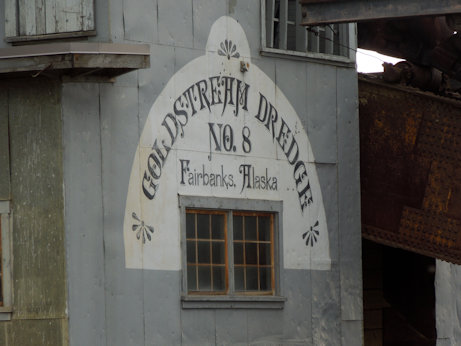 GOLDSTREAM DREDGE
NO. 8
Fairbanks, Alaska